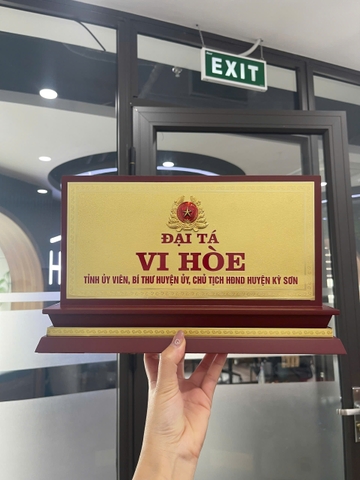 EXIT
ĐẠI TÁ
VI HÒE
TỈNH ỦY VIÊN, BÍ THƯ HUYỆN ỦY, CHỦ TỊCH HĐND HUYỆN KỲ SƠN
H